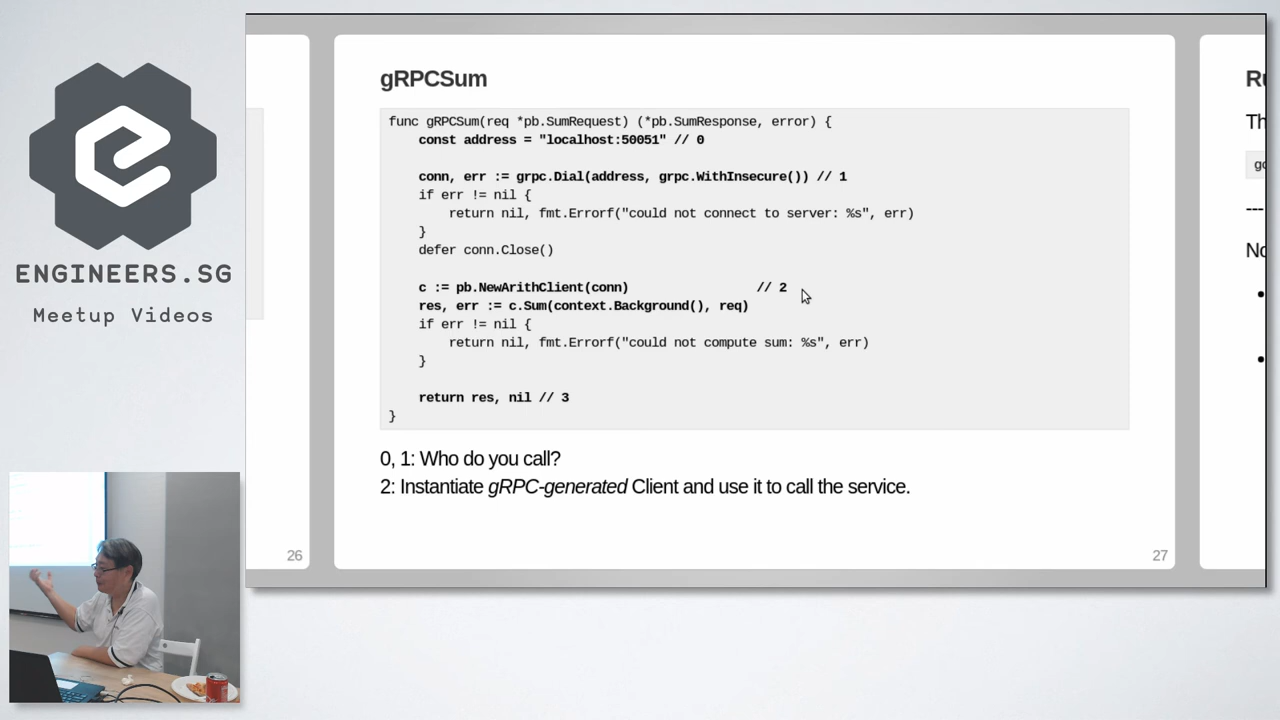 ENGINEERS.SG
Meetup Videos
gRPCSum
func gRPCSum(req *pb.SumRequest) (*pb.SumResponse, error) {
    const address = "localhost:50051" // 0
    conn, err := grpc.Dial(address, grpc.WithInsecure()) // 1
    if err != nil {
        return nil, fmt.Errorf("could not connect to server: %s", err)
    }
    defer conn.Close()
    c := pb.NewArithClient(conn)                 // 2
    res, err := c.Sum(context.Background(), req)
    if err != nil {
        return nil, fmt.Errorf("could not compute sum: %s", err)
    }
    return res, nil // 3
}
0, 1: Who do you call?
2: Instantiate gRPC-generated Client and use it to call the service.
26
27
---